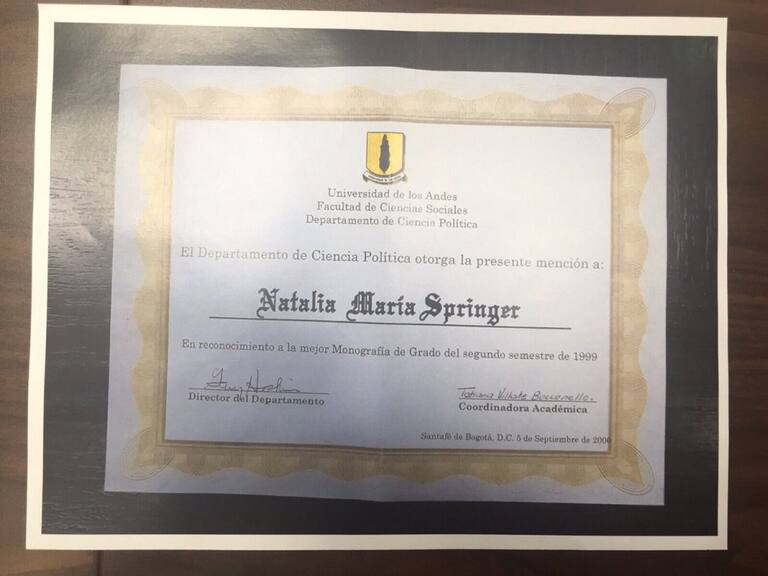 Universidad de los Andes
Facultad de Ciencias Sociales
Departamento de Ciencia Política
El Departamento de Ciencia Política otorga la presente mención a:
Natalia María Springer
En reconocimiento a la mejor Monografía de Grado del segundo semestre de 1999
Director del Departamento
Coordinadora Académica
Santafé de Bogotá, D.C. 5 de Septiembre de 2000